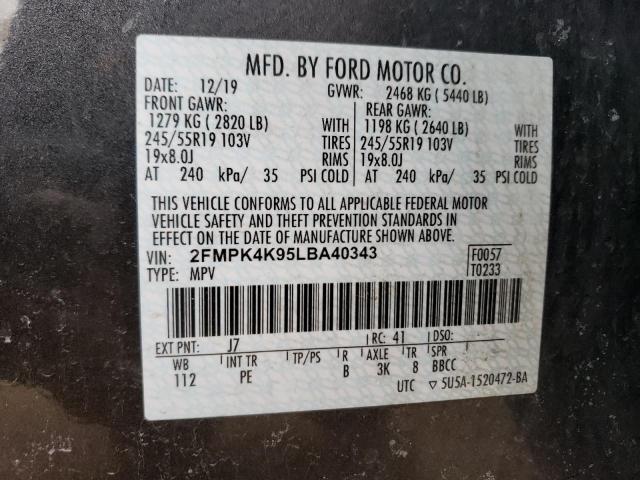 MFD. BY FORD MOTOR CO.
DATE: 12/19 GVWR: 2468 KG ( 5440 LB)
FRONT GAWR: REAR GAWR:
1279 KG ( 2820 LB) WITH 1198 KG ( 2640 LB) WITH
245/55R19 103V TIRES 245/55R19 103V TIRES
19x8.0J RIMS 19x8.0J RIMS
AT 240 kPa/ 35 PSI COLD AT 240 kPa/ 35 PSI COLD
THIS VEHICLE CONFORMS TO ALL APPLICABLE FEDERAL MOTOR
VEHICLE SAFETY AND THEFT PREVENTION STANDARDS IN
EFFECT ON THE DATE OF MANUFACTURE SHOWN ABOVE.
VIN: 2FMPK4K95LBA40343 F0057
TYPE: MPV T0233
EXT PNT: J7 RC: 41 DSO:
WB INT TR TP/PS R AXLE TR SPR
112 PE B 3K 8 BBCC
UTC ▽ 5U5A-1520472-BA